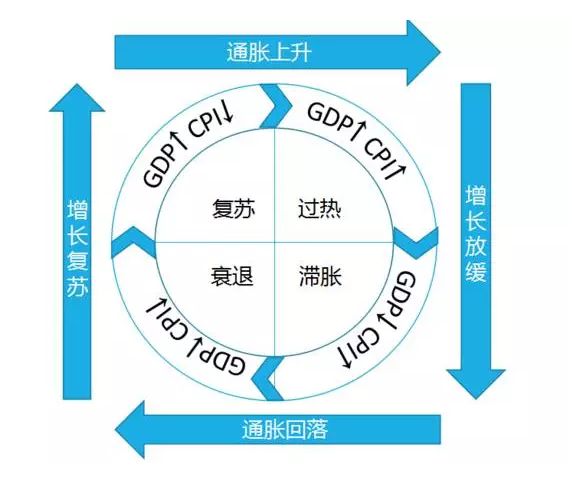 通胀上升
GDP↑ CPI↓
GDP↑ CPI↑
增长复苏
复苏
过热
增长放缓
衰退
滞胀
GDP↓ CPI↓
GDP↓ CPI↑
通胀回落